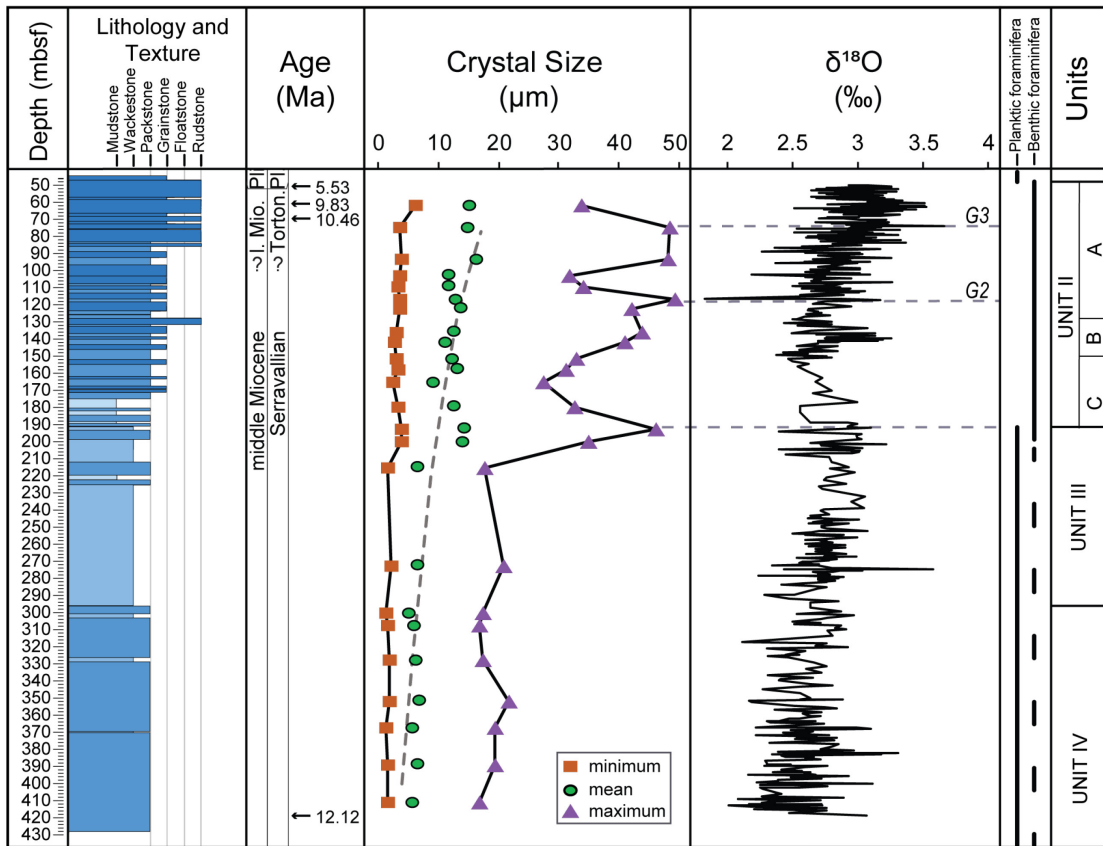 Depth (mbsf)
Lithology and
Texture
Mudstone
Wackestone
Packstone
Grainstone
Floatstone
Rudstone
Age
(Ma)
Crystal Size
(µm)
0 10 20 30 40 50
δ¹⁸O
(‰)
2 2.5 3 3.5 4
Planktic foraminifera
Benthic foraminifera
Units
50
60
70
80
90
100
110
120
130
140
150
160
170
180
190
200
210
220
230
240
250
260
270
280
290
300
310
320
330
340
350
360
370
380
390
400
410
420
430
Pli
Pl
l. Mio.
Torton.
-?
-?
middle Miocene
Serravallian
←5.53
←9.83
←10.46
←12.12
minimum
mean
maximum
G3
G2
UNIT II
A
B
C
UNIT III
UNIT IV